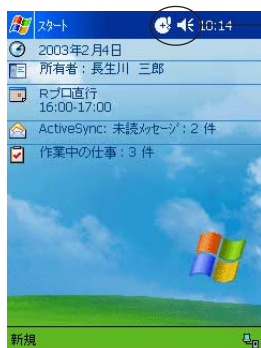 スタート 10:14
2003年2月4日
所有者：長生川 三郎
Rプロ直行
16:00-17:00
ActiveSync: 未読メッセージ：2 件
作業中の仕事：3 件
新規